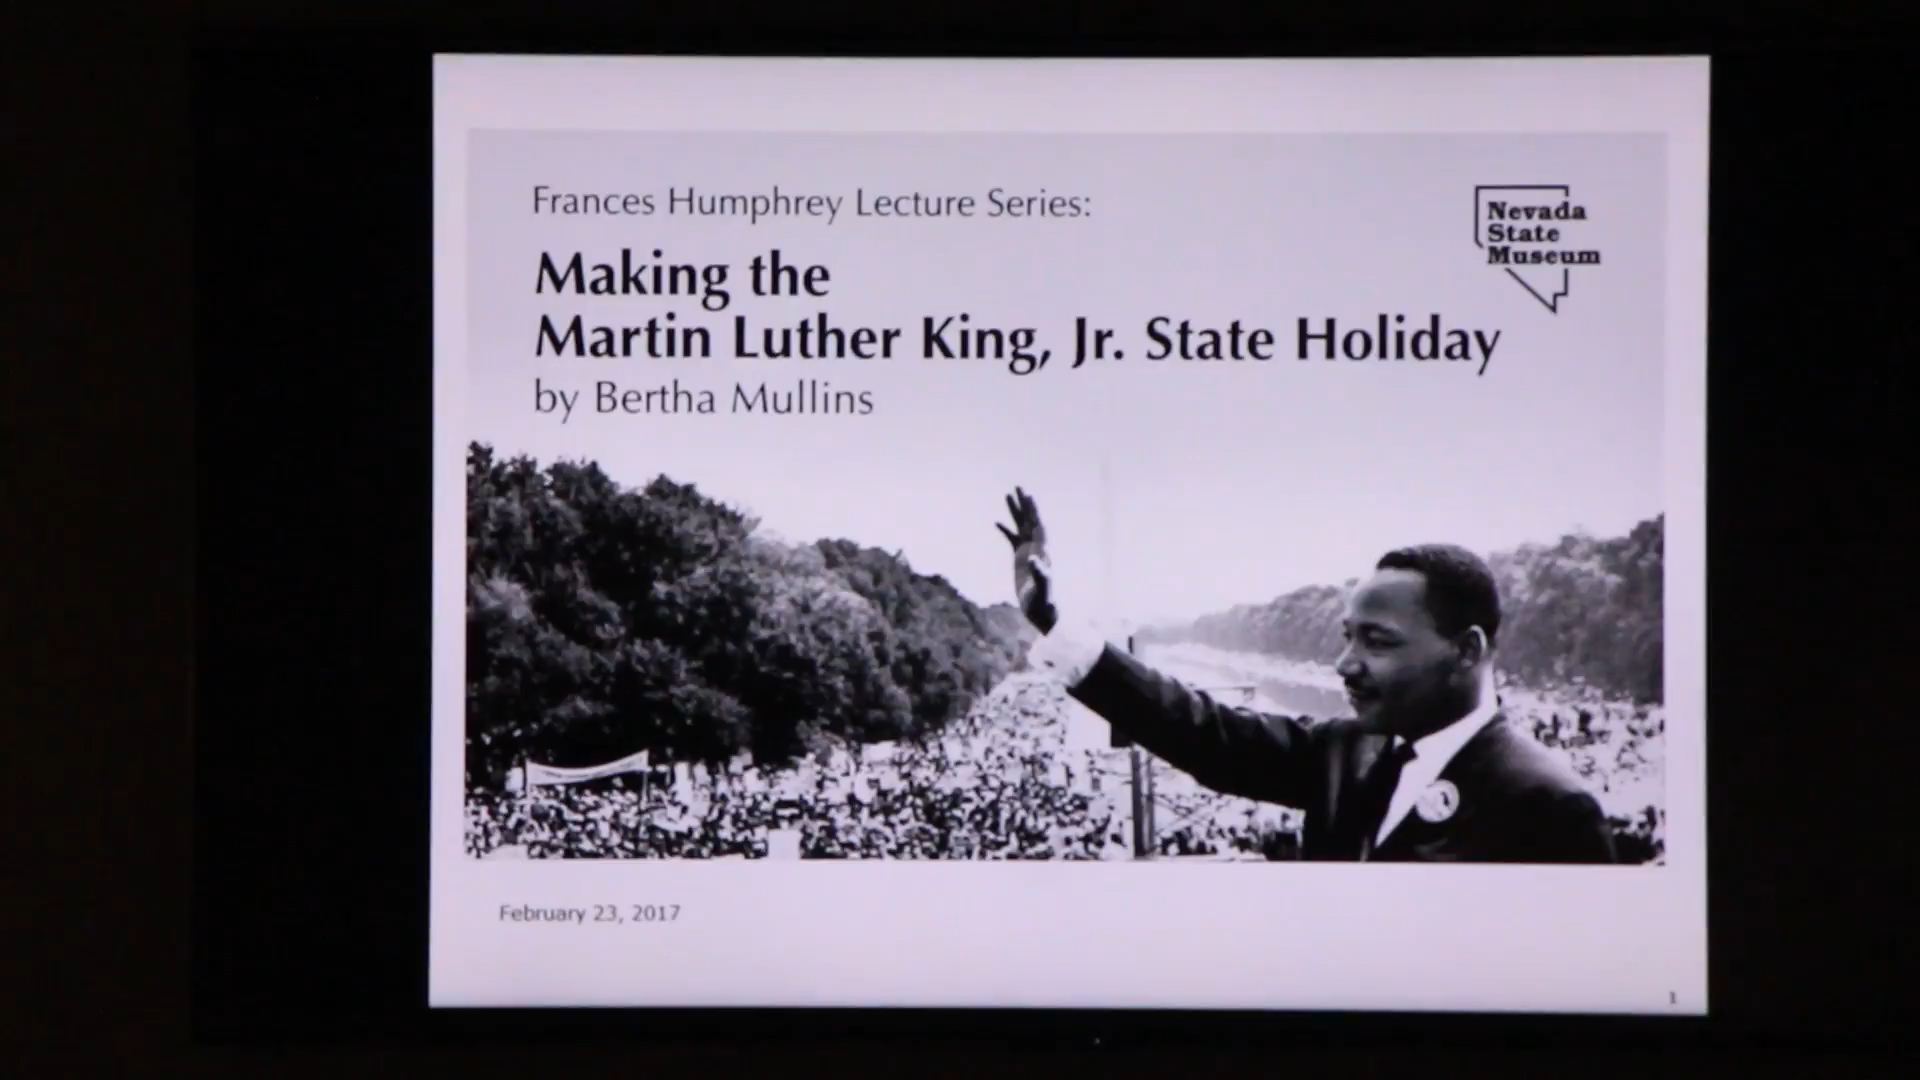 Frances Humphrey Lecture Series:
Making the
Martin Luther King, Jr. State Holiday
by Bertha Mullins
Nevada
State
Museum
February 23, 2017
1